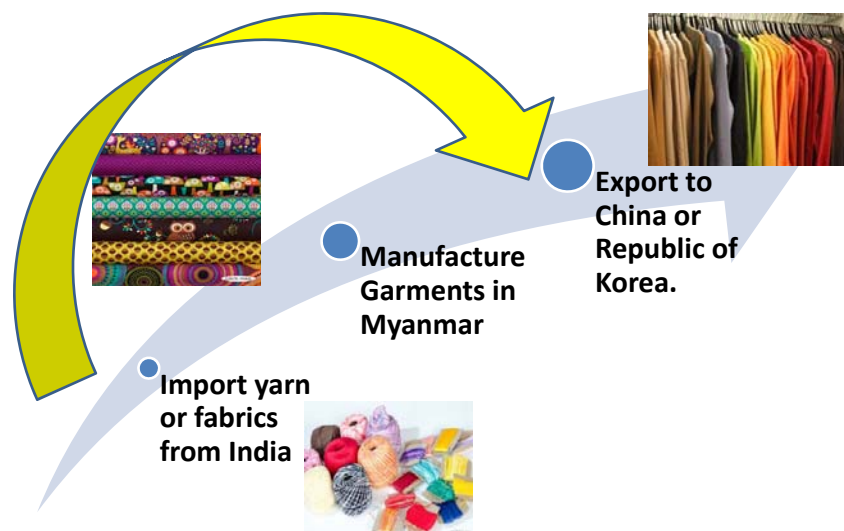 Import yarn
or fabrics
from India
Manufacture
Garments in
Myanmar
Export to
China or
Republic of
Korea.